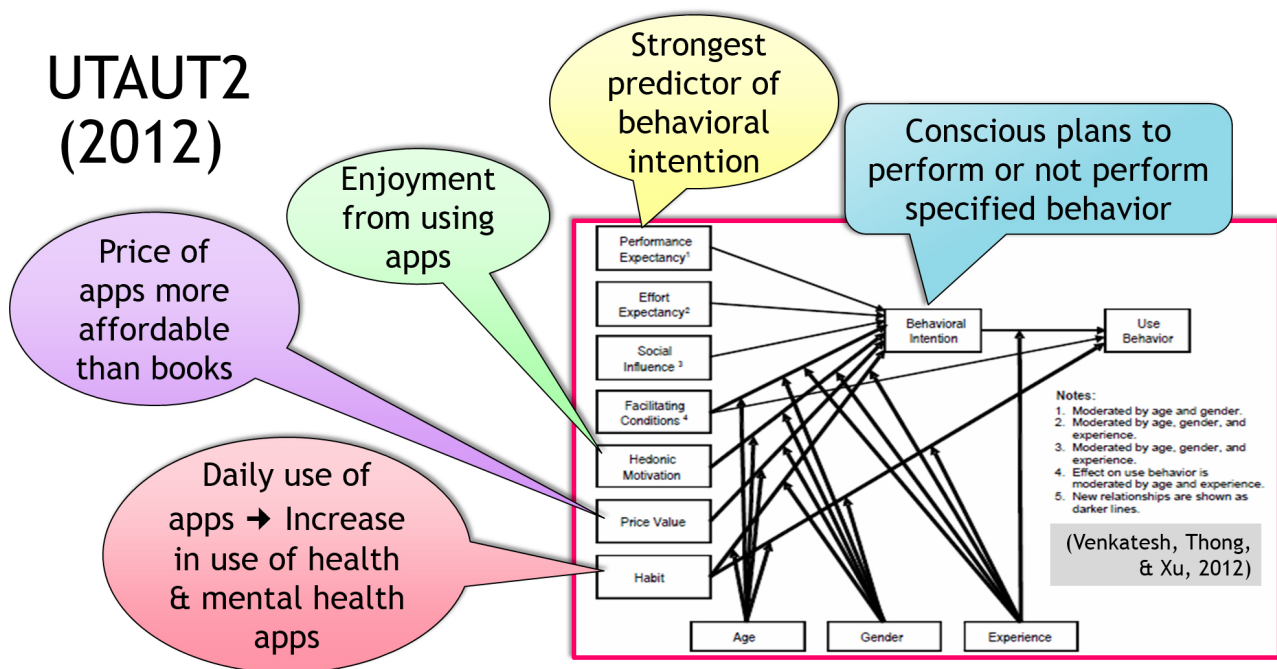 UTAUT2
(2012)
Strongest
predictor of
behavioral
intention
Conscious plans to
perform or not perform
specified behavior
Enjoyment
from using
apps
Price of
apps more
affordable
than books
Daily use of
apps → Increase
in use of health
& mental health
apps
Performance
Expectancy¹
Effort
Expectancy²
Social
Influence ³
Facilitating
Conditions ⁴
Hedonic
Motivation
Price Value
Habit
Behavioral
Intention
Use
Behavior
Notes:
1. Moderated by age and gender.
2. Moderated by age, gender, and
experience.
3. Moderated by age, gender, and
experience.
4. Effect on use behavior is
moderated by age and experience.
5. New relationships are shown as
darker lines.
(Venkatesh, Thong,
& Xu, 2012)
Age
Gender
Experience